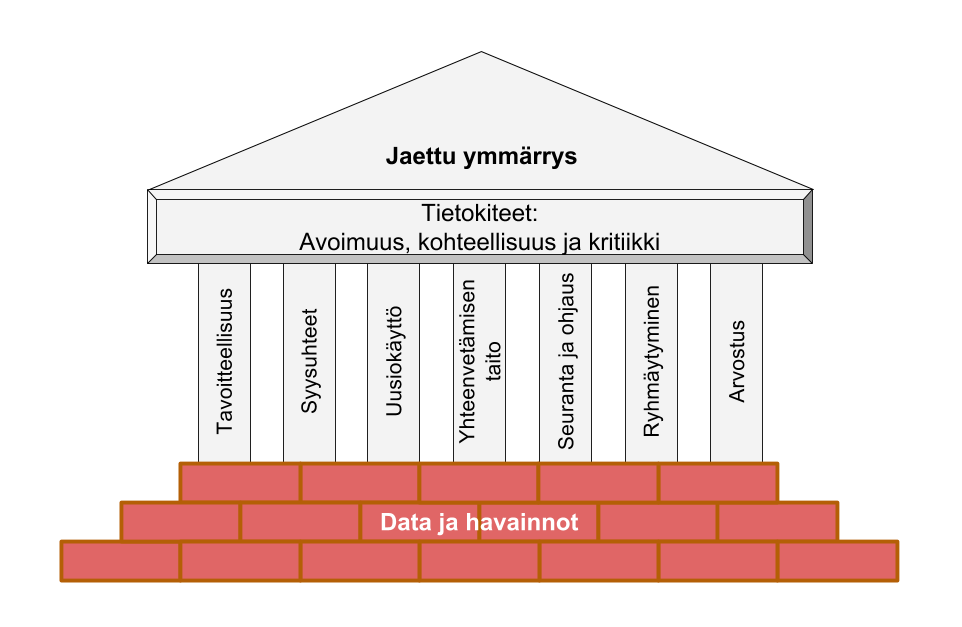 Jaettu ymmärrys
Tietokiteet:
Avoimuus, kohteellisuus ja kritiikki
Tavoitteellisuus
Syysuhteet
Uusiokäyttö
Yhteenvetämisen
taito
Seuranta ja ohjaus
Ryhmäytyminen
Arvostus
Data ja havainnot